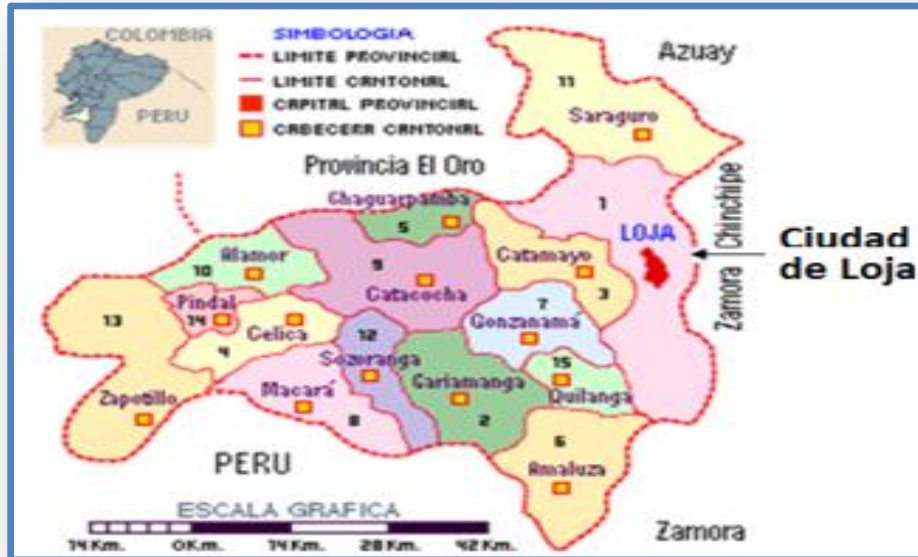 COLOMBIA
PERU
SIMBOLOGIA
LIMITE PROVINCIAL
LIMITE CANTONAL
CAPITAL PROVINCIAL
CABECERA CANTONAL
Azuay
11
Saraguro
Provincia El Oro
Chaguarpamba
5
1
LOJA
Zamora Chinchipe
Ciudad
de Loja
10
Alamor
9
Catacocha
Catamayo
3
7
Gonzanamá
13
Pindal
14
Celica
4
12
Sozoranga
Macará
8
Zapotillo
Cariamanga
2
15
Quilanga
6
Amaluza
PERU
ESCALA GRAFICA
14 Km. 0Km. 14 Km. 28 Km. 42 Km.
Zamora